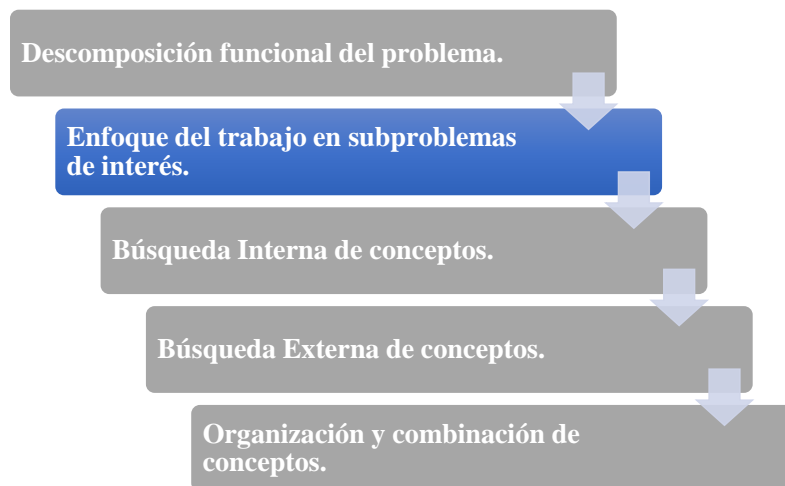 Descomposición funcional del problema.
Enfoque del trabajo en subproblemas
de interés.
Búsqueda Interna de conceptos.
Búsqueda Externa de conceptos.
Organización y combinación de
conceptos.